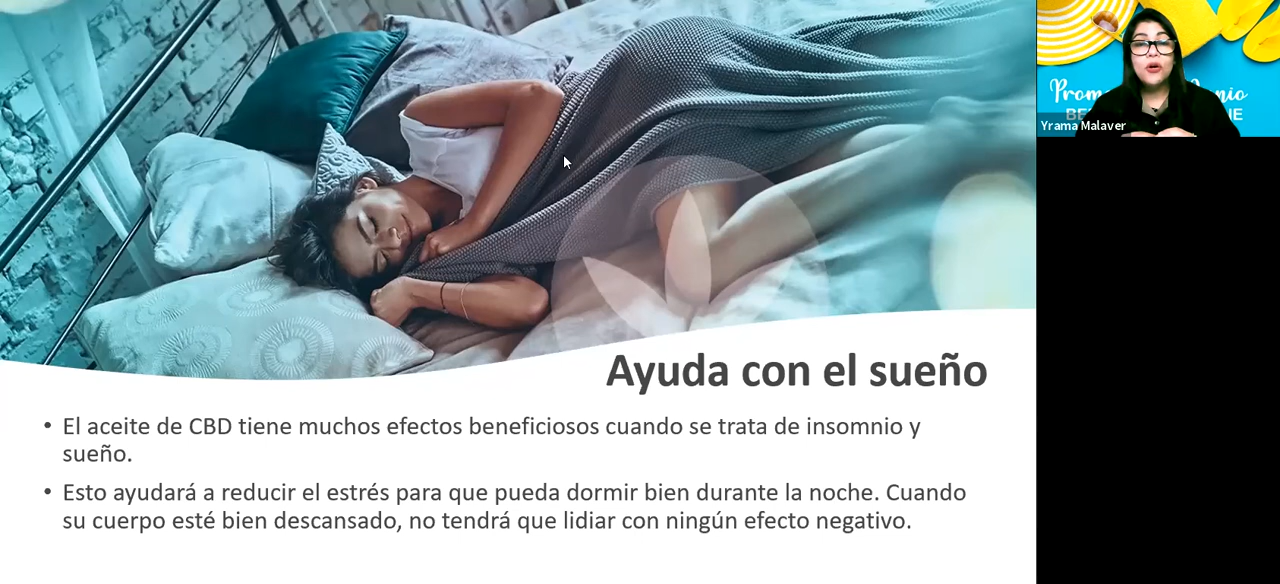 Ayuda con el sueño
• El aceite de CBD tiene muchos efectos beneficiosos cuando se trata de insomnio y
sueño.
• Esto ayudará a reducir el estrés para que pueda dormir bien durante la noche. Cuando
su cuerpo esté bien descansado, no tendrá que lidiar con ningún efecto negativo.
Yrama Malaver